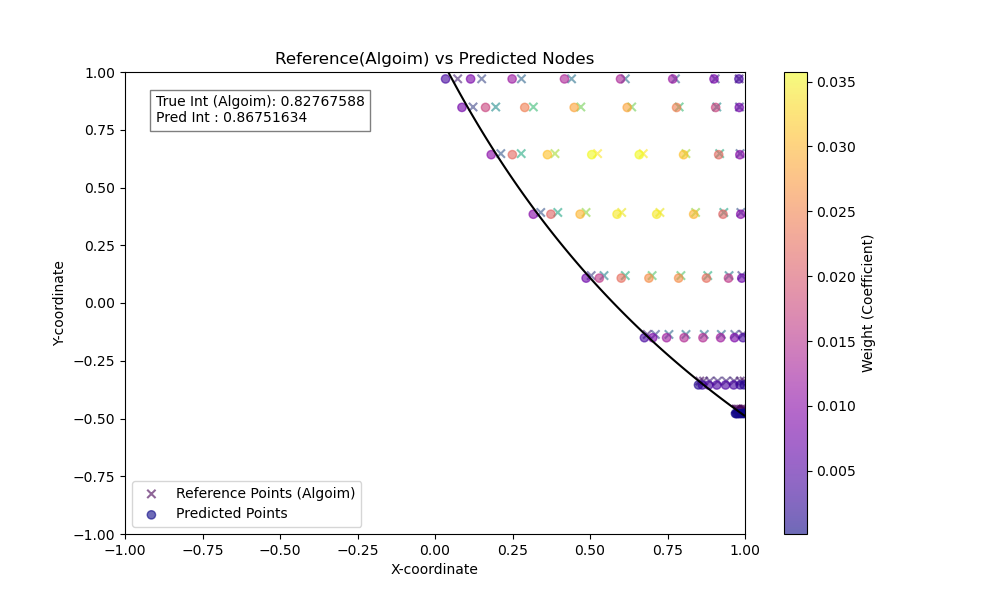 Reference(Algoim) vs Predicted Nodes
True Int (Algoim): 0.82767588
Pred Int : 0.86751634
1.00
0.75
0.50
0.25
0.00
−0.25
−0.50
−0.75
−1.00
Y-coordinate
Reference Points (Algoim)
Predicted Points
−1.00 −0.75 −0.50 −0.25 0.00 0.25 0.50 0.75 1.00
X-coordinate
0.035
0.030
0.025
0.020
0.015
0.010
0.005
Weight (Coefficient)